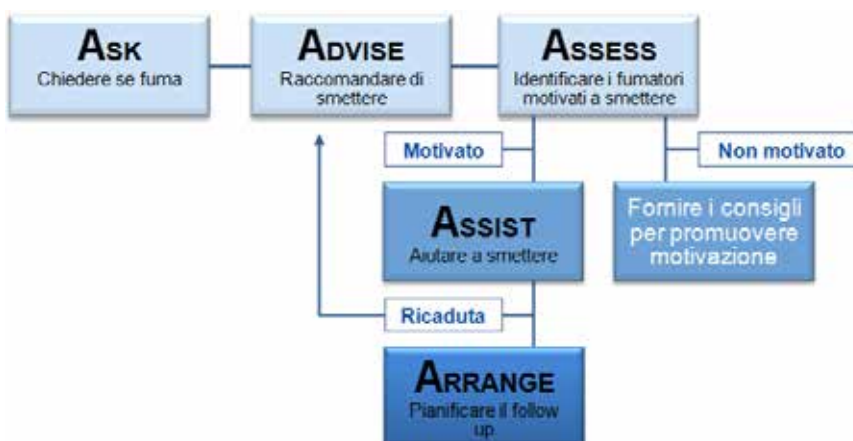 ASK
Chiedere se fuma
ADVISE
Raccomandare di
smettere
ASSESS
Identificare i fumatori
motivati a smettere
Motivato
Non motivato
ASSIST
Aiutare a smettere
Fornire i consigli
per promuovere
motivazione
Ricaduta
ARRANGE
Pianificare il follow
up